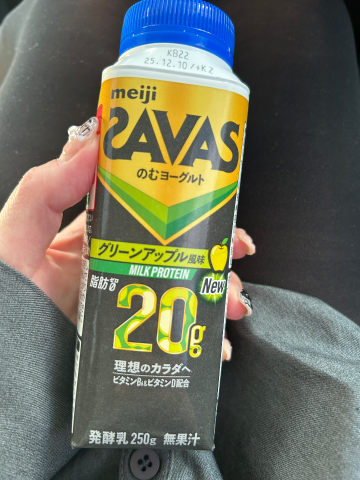 KB22
25.12.10/4K2
meiji
SAVAS
のむヨーグルト
グリーンアップル風味
MILK PROTEIN
脂肪0
New
20g
理想のカラダへ
ビタミンB6&ビタミンD配合
発酵乳 250g 無果汁